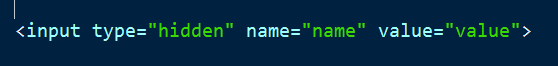 <input type="hidden" name="name" value="value">